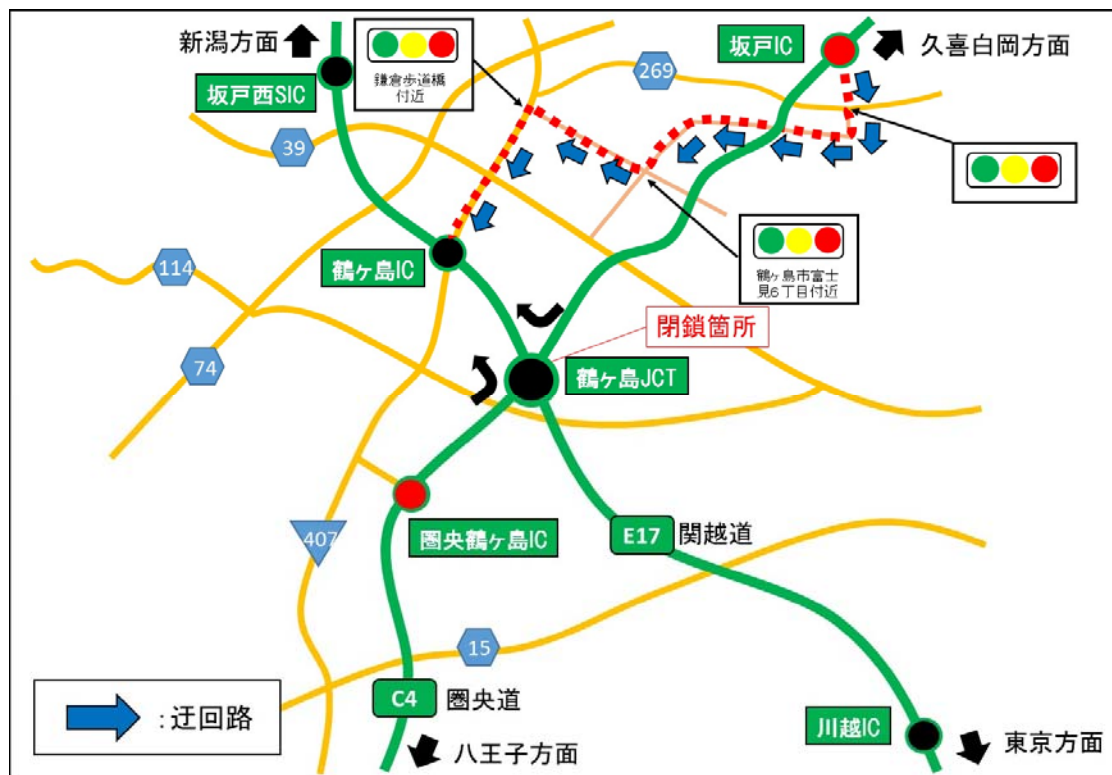 新潟方面
坂戸西SIC
鎌倉歩道橋
付近
269
坂戸IC
久喜白岡方面
39
鶴ヶ島IC
鶴ヶ島市富士
見6丁目付近
114
閉鎖箇所
74
鶴ヶ島JCT
407
圏央鶴ヶ島IC
E17
関越道
15
:迂回路
C4
圏央道
八王子方面
川越IC
東京方面